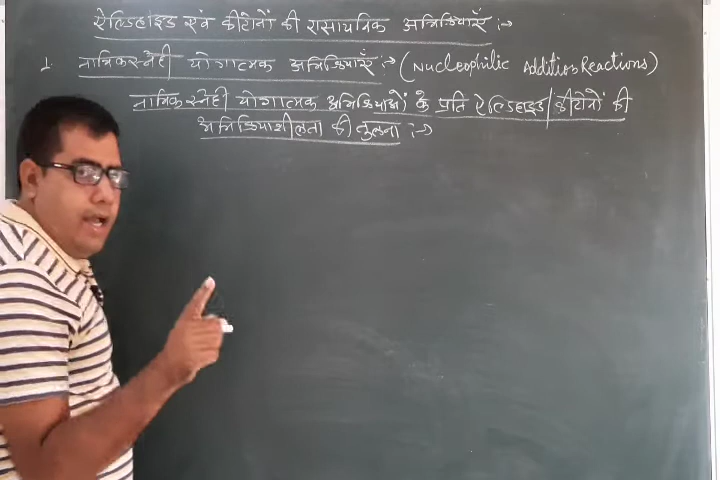 ऐल्डिहाइड एवं कीटोनों की रासायनिक अभिक्रियाएँ :→
1. नाभिकस्नेही योगात्मक अभिक्रियाएँ :→ (Nucleophilic Addition Reactions)
नाभिकस्नेही योगात्मक अभिक्रियाओं के प्रति ऐल्डिहाइड/कीटोनों की
अभिक्रियाशीलता की तुलना :→